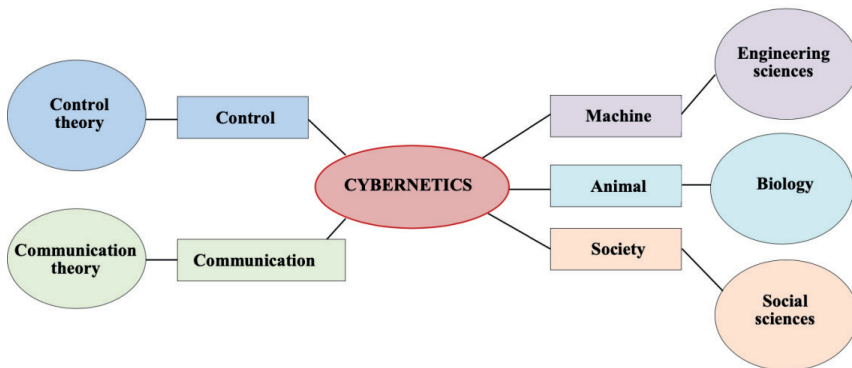 Engineering
sciences
Control
theory
Control
Machine
CYBERNETICS
Animal
Biology
Communication
theory
Communication
Society
Social
sciences